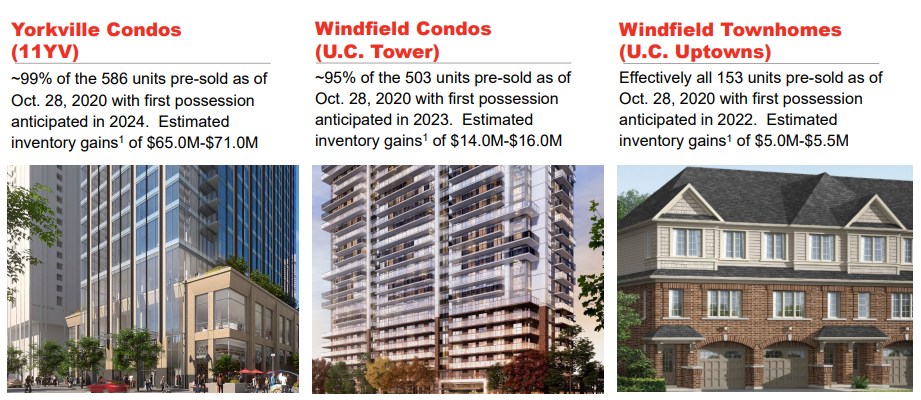 Yorkville Condos
(11YV)
~99% of the 586 units pre-sold as of
Oct. 28, 2020 with first possession
anticipated in 2024.  Estimated
inventory gains¹ of $65.0M-$71.0M
Windfield Condos
(U.C. Tower)
~95% of the 503 units pre-sold as of
Oct. 28, 2020 with first possession
anticipated in 2023.  Estimated
inventory gains¹ of $14.0M-$16.0M
Windfield Townhomes
(U.C. Uptowns)
Effectively all 153 units pre-sold as of
Oct. 28, 2020 with first possession
anticipated in 2022.  Estimated
inventory gains¹ of $5.0M-$5.5M